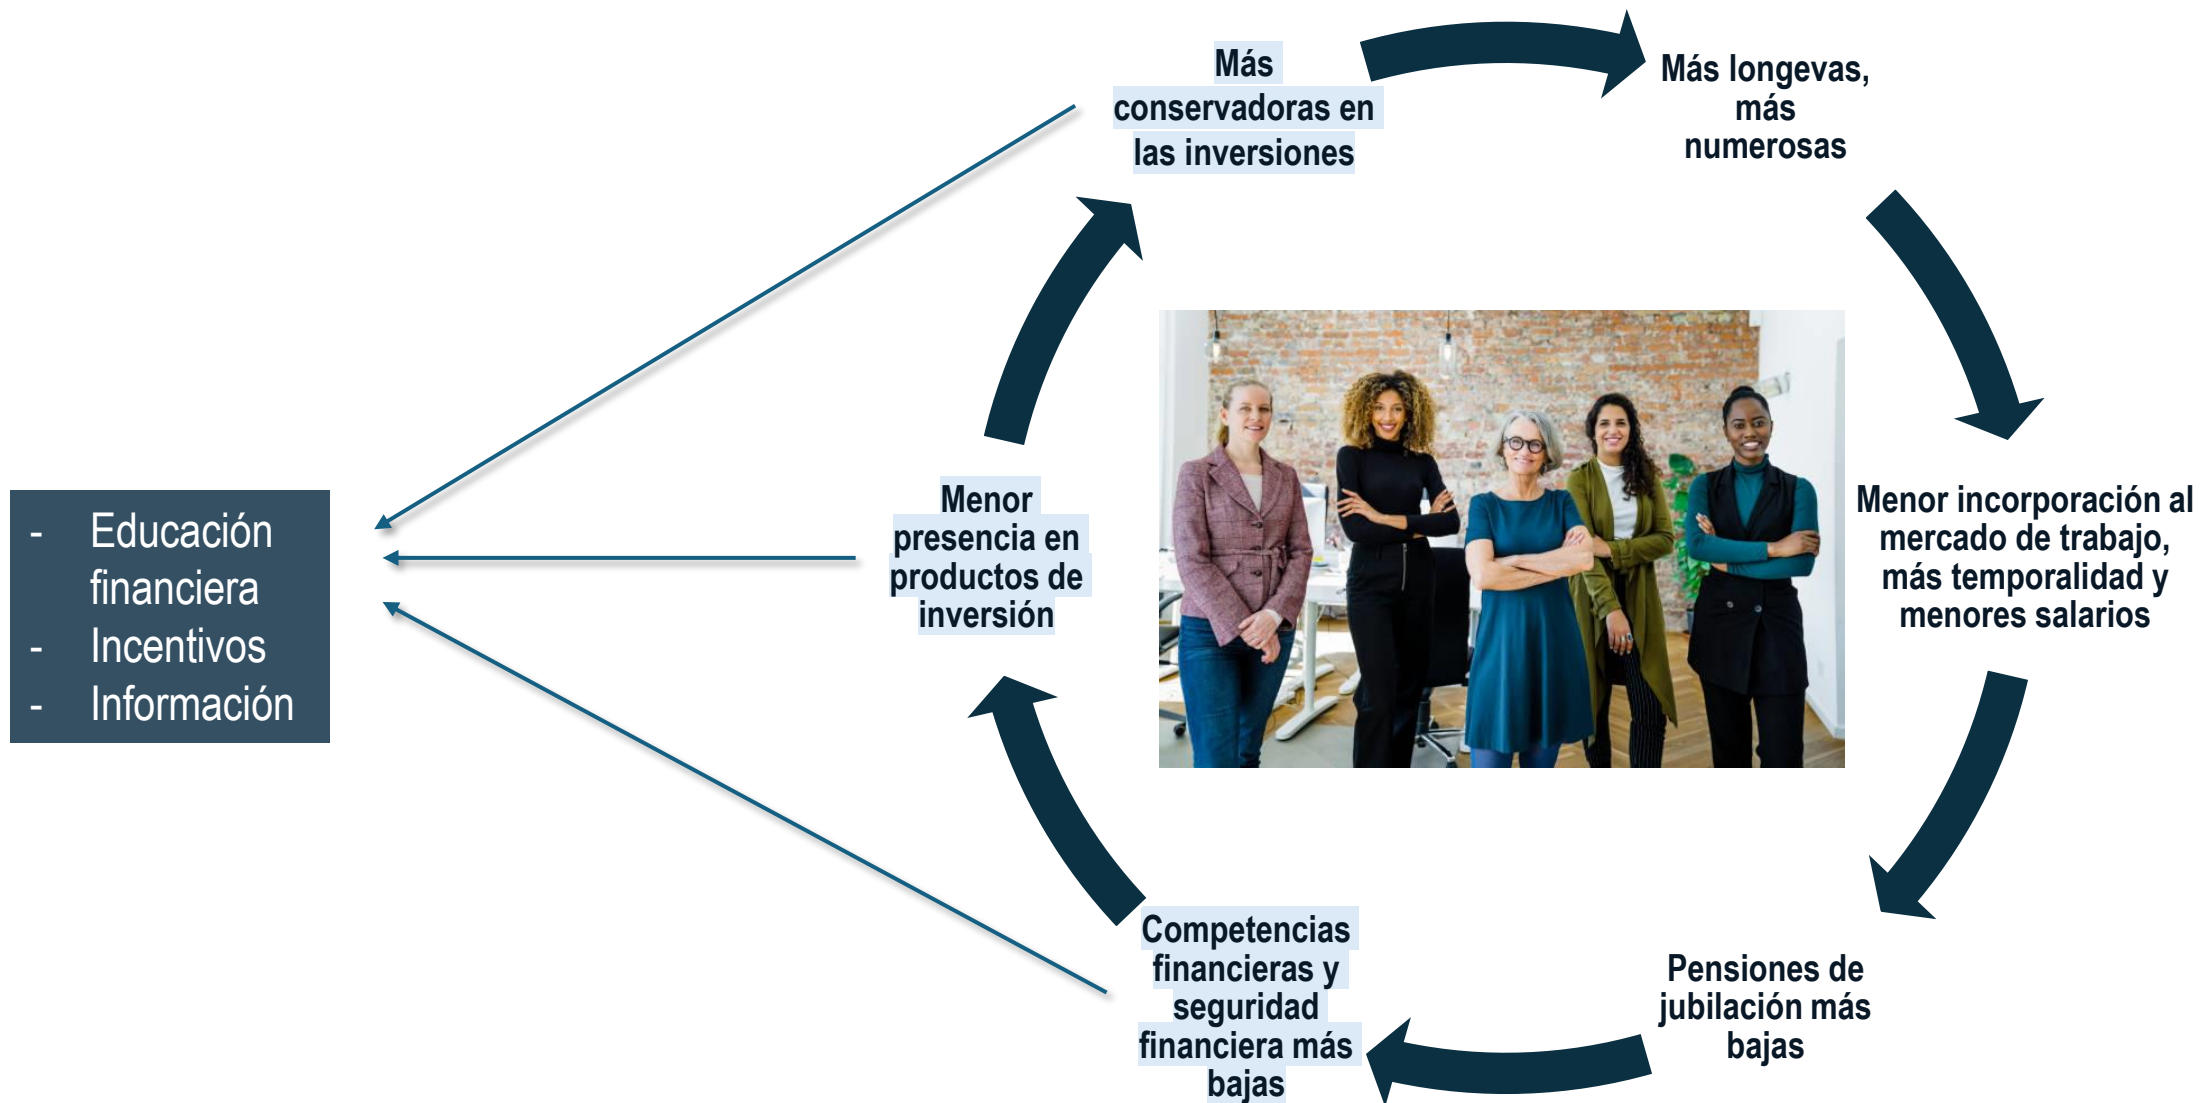 Más
conservadoras en
las inversiones
Más longevas,
más
numerosas
Menor incorporación al
mercado de trabajo,
más temporalidad y
menores salarios
Pensiones de
jubilación más
bajas
Competencias
financieras y
seguridad
financiera más
bajas
Menor
presencia en
productos de
inversión
- Educación
financiera
- Incentivos
- Información